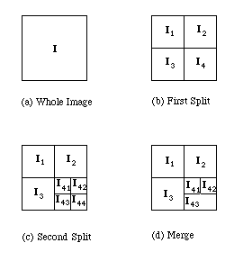 I
I₁ I₂
I₃ I₄
(a) Whole Image
(b) First Split
I₁ I₂
I₃ I₄₁ I₄₂
I₄₃ I₄₄
I₁ I₂
I₃ I₄₁ I₄₂
I₄₃
(c) Second Split
(d) Merge